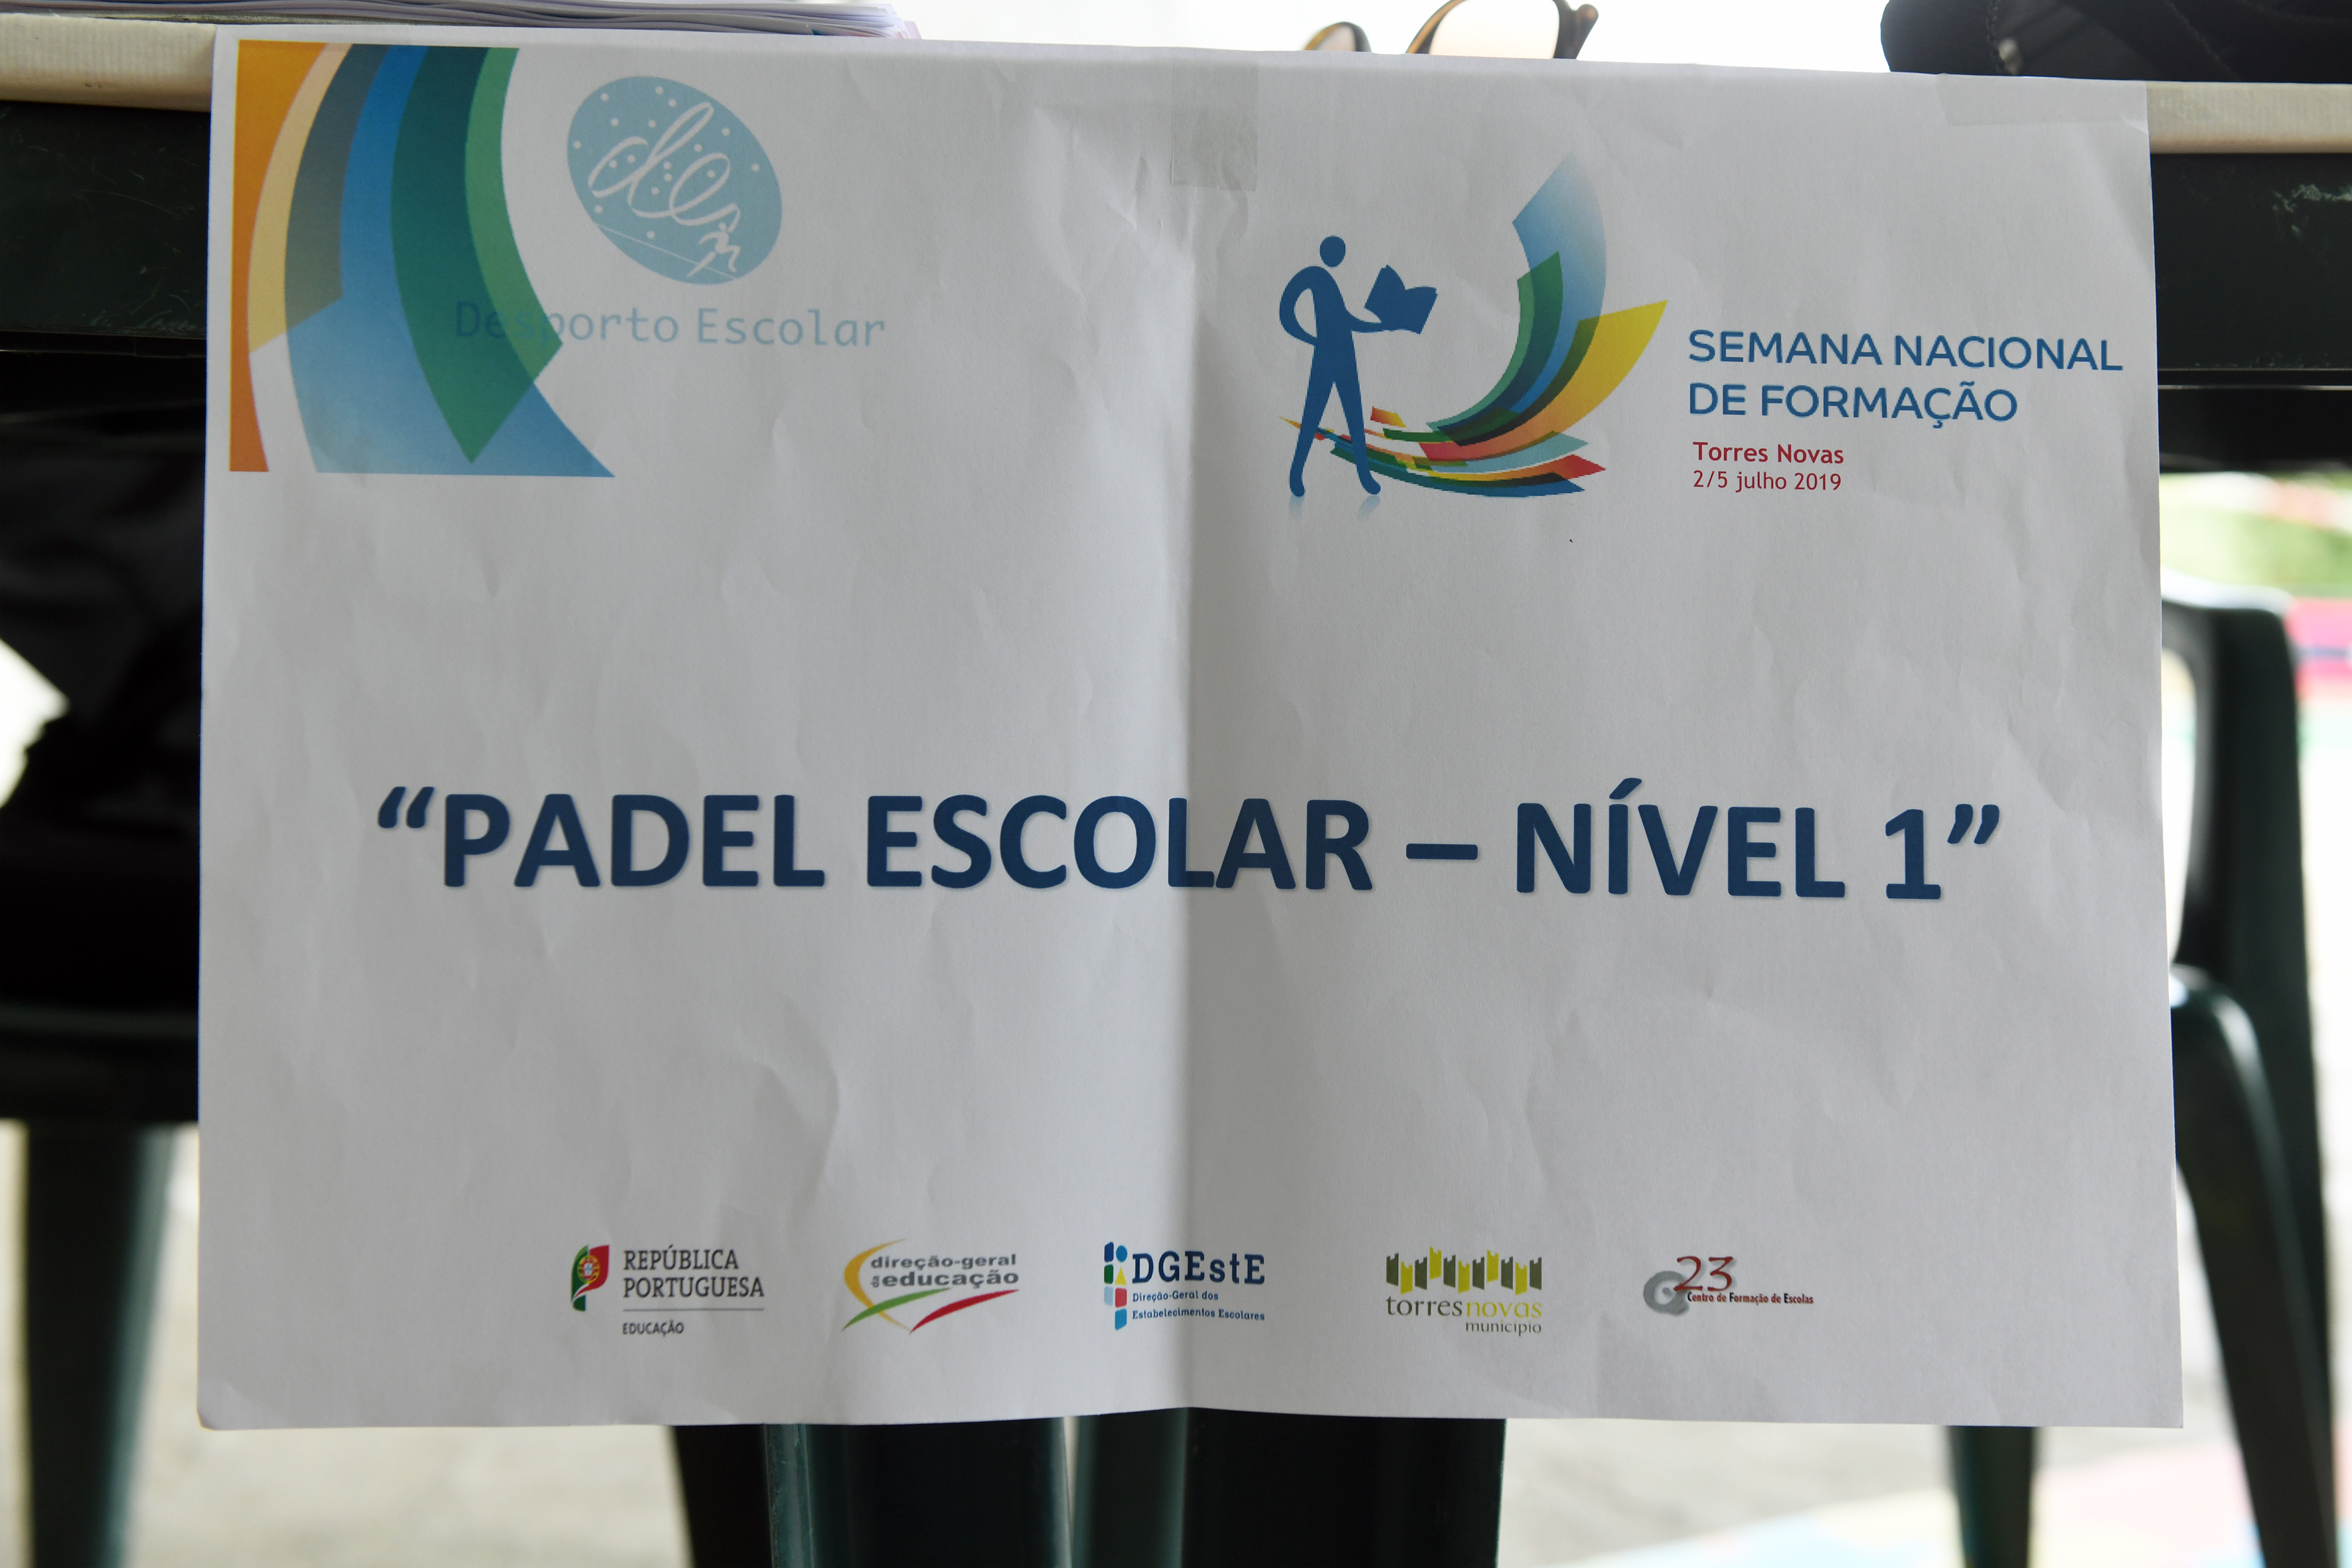 Desporto Escolar
SEMANA NACIONAL
DE FORMAÇÃO
Torres Novas
2/5 julho 2019
“PADEL ESCOLAR – NÍVEL 1”
REPÚBLICA
PORTUGUESA
EDUCAÇÃO
direção-geral
da educação
DGEstE
Direção-Geral dos
Estabelecimentos Escolares
torresnovas
município
23
Centro de Formação de Escolas